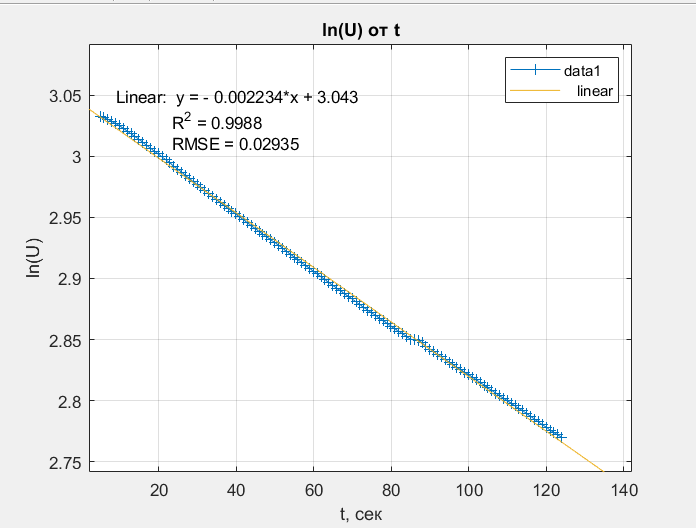 ln(U) от t
Linear: y = - 0.002234*x + 3.043
R² = 0.9988
RMSE = 0.02935
data1
linear
ln(U)
3.05
3
2.95
2.9
2.85
2.8
2.75
20 40 60 80 100 120 140
t, сек